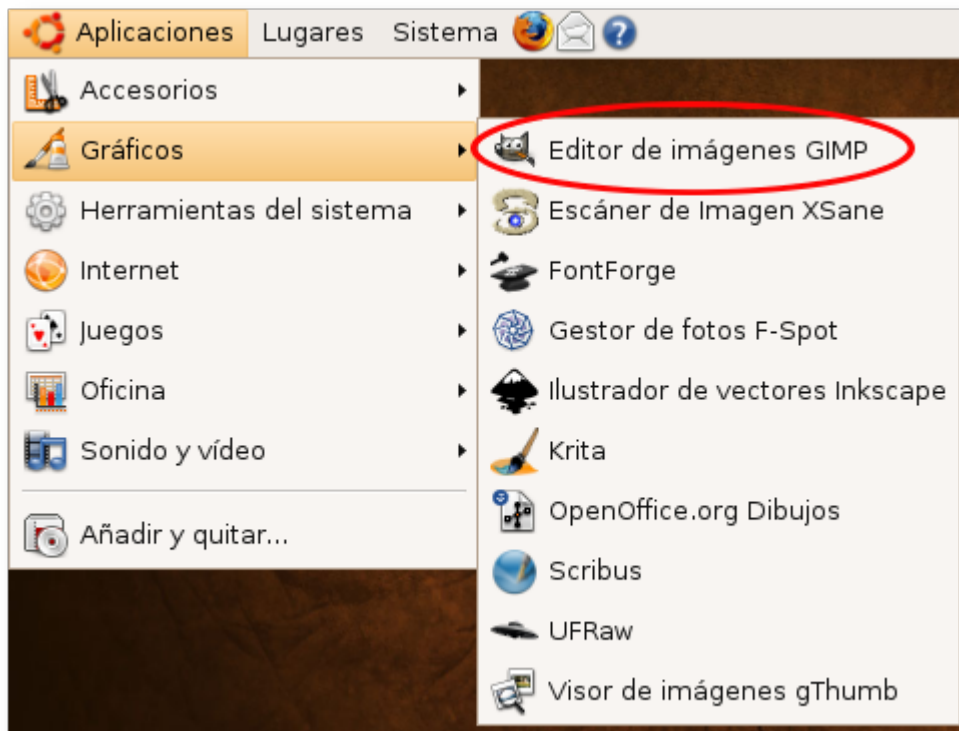 Aplicaciones Lugares Sistema
Accesorios
Gráficos
Herramientas del sistema
Internet
Juegos
Oficina
Sonido y vídeo
Añadir y quitar...
Editor de imágenes GIMP
Escáner de Imagen XSane
FontForge
Gestor de fotos F-Spot
Ilustrador de vectores Inkscape
Krita
OpenOffice.org Dibujos
Scribus
UFRaw
Visor de imágenes gThumb